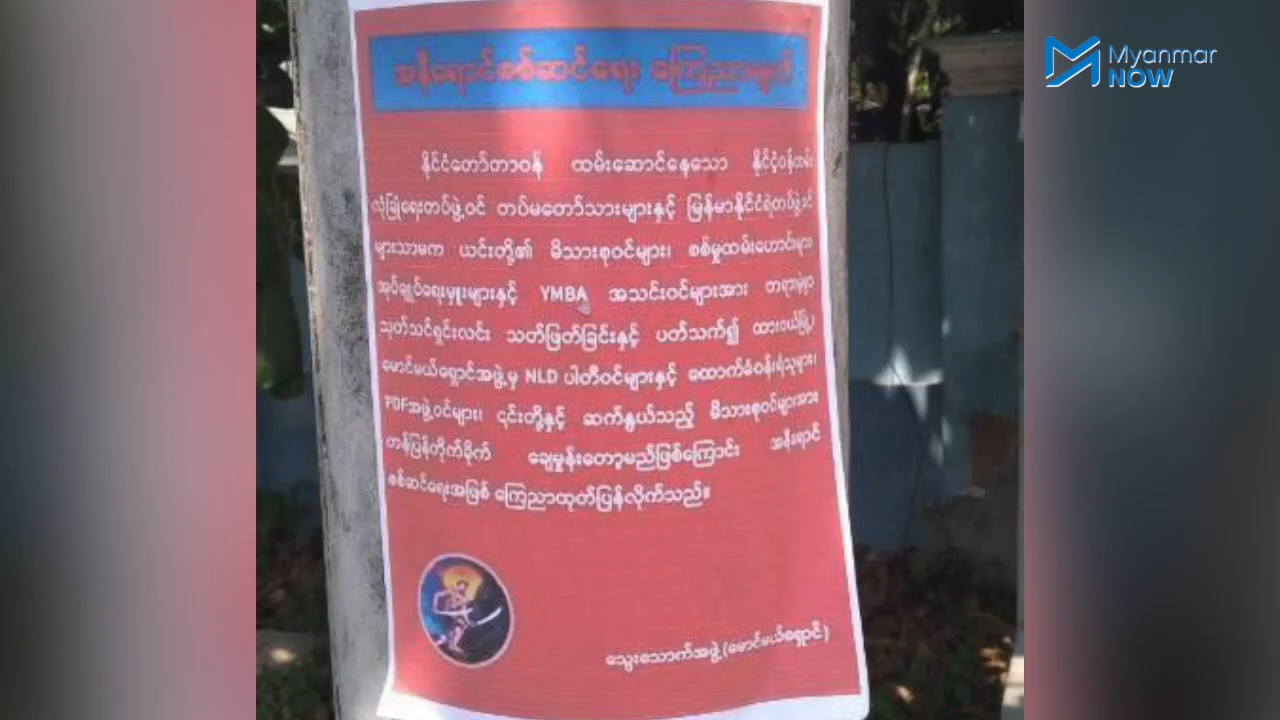 Myanmar
NOW
အနီရောင်စစ်ဆင်ရေး ကြေညာချက်
နိုင်ငံတော်တာဝန် ထမ်းဆောင်နေသော နိုင်ငံ့ဝန်ထမ်း
လုံခြုံရေးတပ်ဖွဲ့ဝင် တပ်မတော်သားများနှင့် မြန်မာနိုင်ငံရဲတပ်ဖွဲ့ဝင်
များသာမက ယင်းတို့၏ မိသားစုဝင်များ၊ စစ်မှုထမ်းဟောင်းများ
အုပ်ချုပ်ရေးမှူးများနှင့် YMBA အသင်းဝင်များအား တရားမဲ့စွာ
သုတ်သင်ရှင်းလင်း သတ်ဖြတ်ခြင်းနှင့် ပတ်သက်၍ ထားဝယ်မြို့၊
မောင်မယ်ရှောင်အဖွဲ့မှ NLD ပါတီဝင်များနှင့် ထောက်ခံဝန်းရံသူများ၊
PDFအဖွဲ့ဝင်များ၊ ၎င်းတို့နှင့် ဆက်နွယ်သည့် မိသားစုဝင်များအား
တန်ပြန်တိုက်ခိုက် ချေမှုန်းတော့မည်ဖြစ်ကြောင်း အနီရောင်
စစ်ဆင်ရေးအဖြစ် ကြေညာထုတ်ပြန်လိုက်သည်။
သွေးသောက်အဖွဲ့(မောင်မယ်ရှောင်)